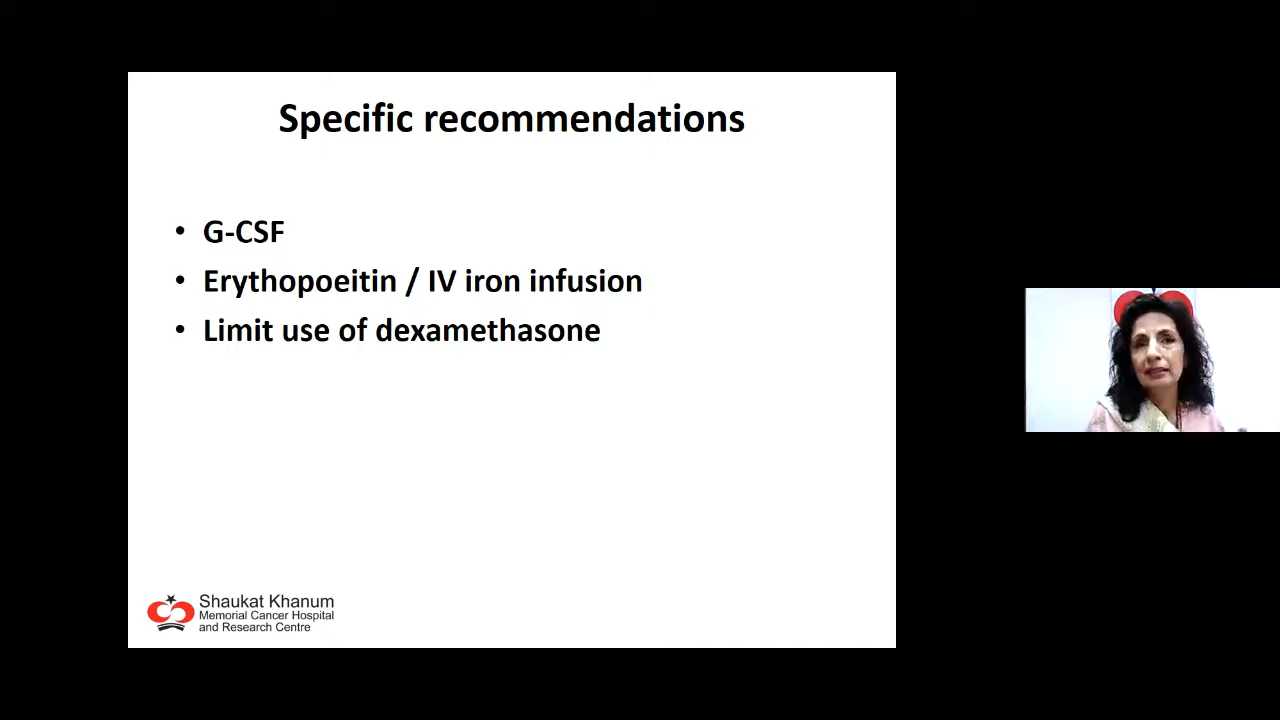 Specific recommendations
• G-CSF
• Erythopoeitin / IV iron infusion
• Limit use of dexamethasone
Shaukat Khanum
Memorial Cancer Hospital
and Research Centre